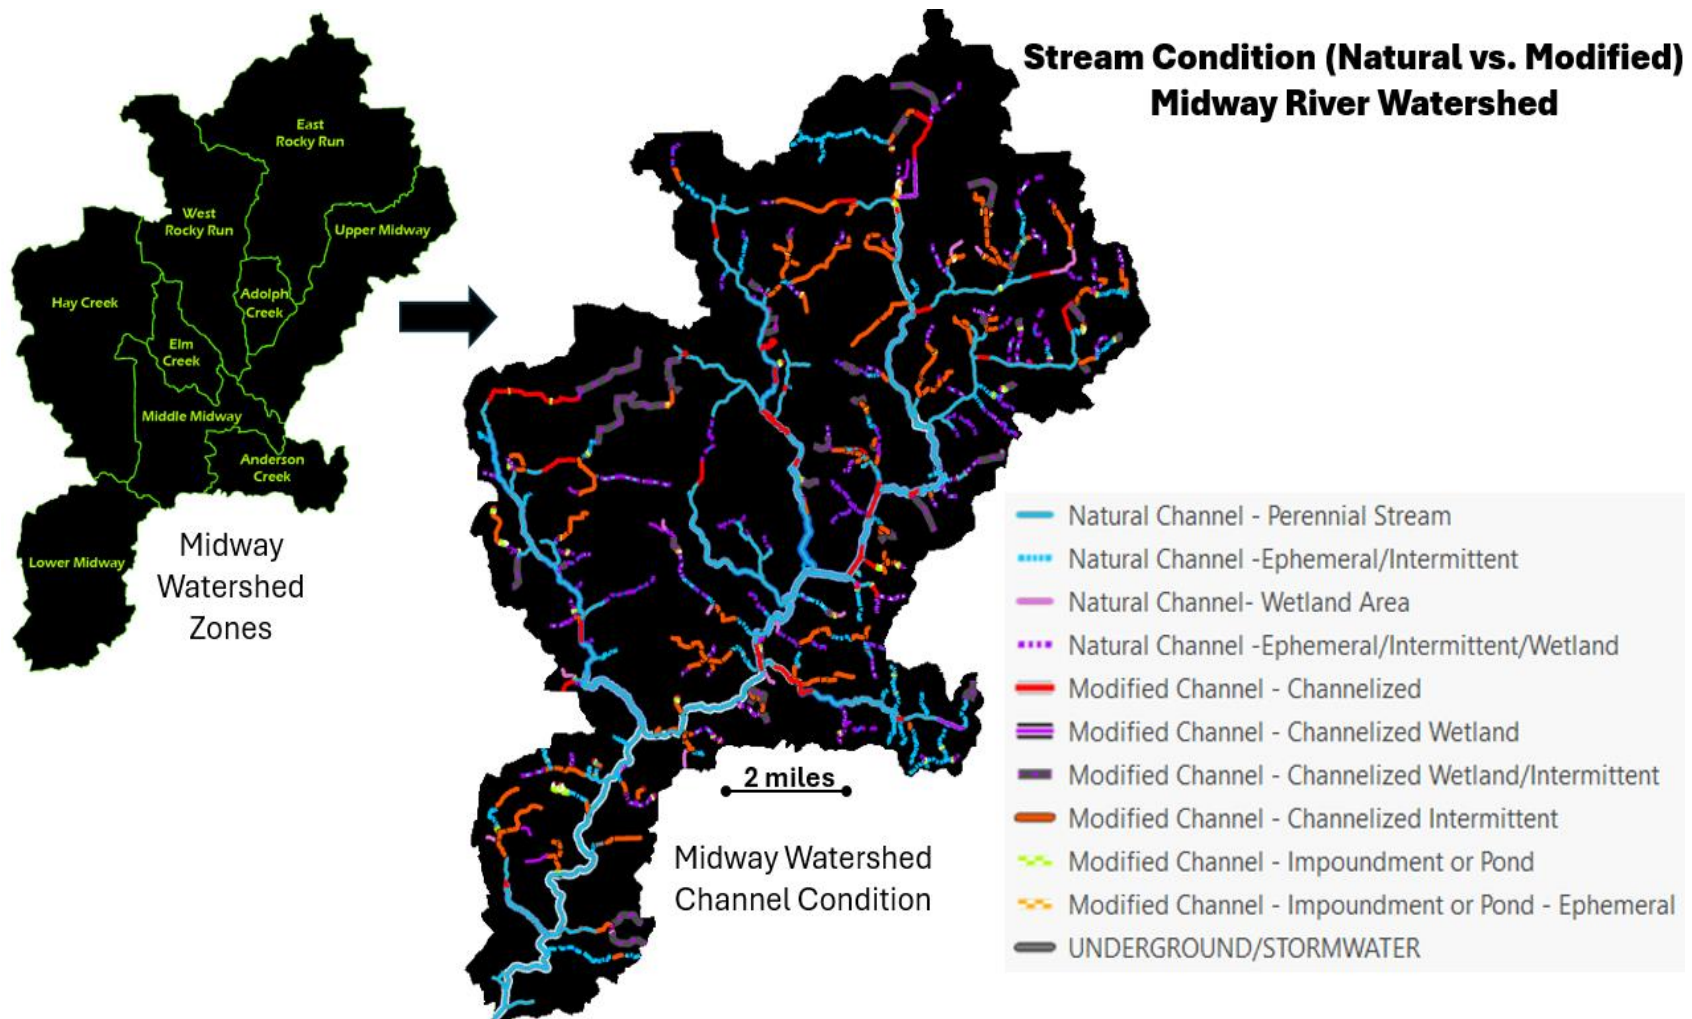 Stream Condition (Natural vs. Modified)
Midway River Watershed
East
Rocky Run
West
Rocky Run
Upper Midway
Hay Creek
Adolph
Creek
Elm
Creek
Middle Midway
Anderson
Creek
Lower Midway
Midway
Watershed
Zones
2 miles
Midway Watershed
Channel Condition
Natural Channel - Perennial Stream
Natural Channel -Ephemeral/Intermittent
Natural Channel- Wetland Area
Natural Channel -Ephemeral/Intermittent/Wetland
Modified Channel - Channelized
Modified Channel - Channelized Wetland
Modified Channel - Channelized Wetland/Intermittent
Modified Channel - Channelized Intermittent
Modified Channel - Impoundment or Pond
Modified Channel - Impoundment or Pond - Ephemeral
UNDERGROUND/STORMWATER